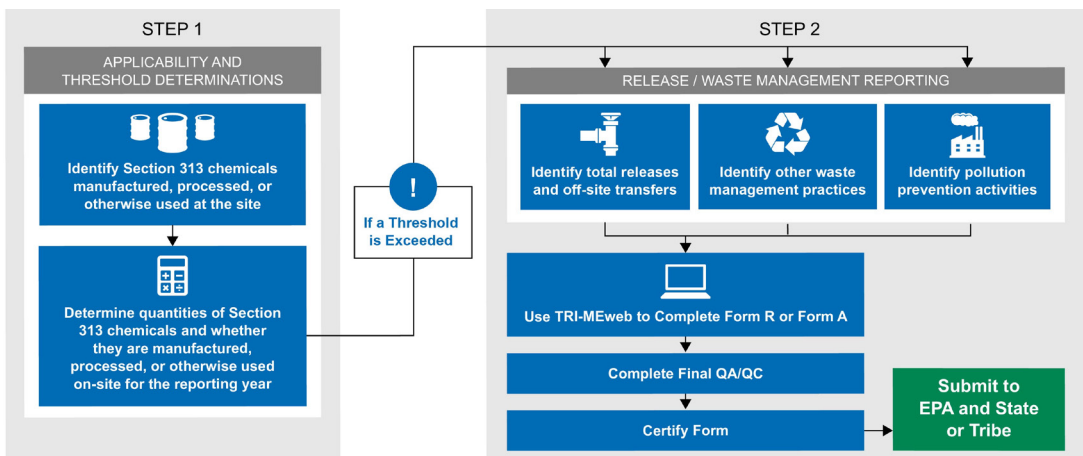 STEP 1
APPLICABILITY AND
THRESHOLD DETERMINATIONS
Identify Section 313 chemicals
manufactured, processed, or
otherwise used at the site
Determine quantities of Section
313 chemicals and whether
they are manufactured,
processed, or otherwise used
on-site for the reporting year
!
If a Threshold
is Exceeded
STEP 2
RELEASE / WASTE MANAGEMENT REPORTING
Identify total releases
and off-site transfers
Identify other waste
management practices
Identify pollution
prevention activities
Use TRI-MEweb to Complete Form R or Form A
Complete Final QA/QC
Certify Form
Submit to
EPA and State
or Tribe